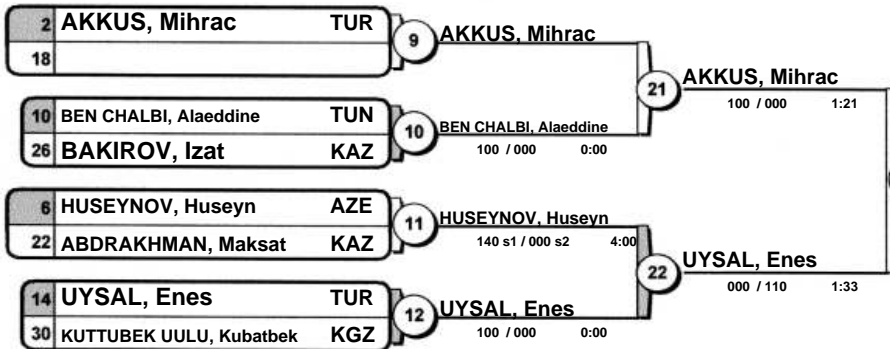 2 AKKUS, Mihrac TUR
18
9 AKKUS, Mihrac
10 BEN CHALBI, Alaeddine TUN
26 BAKIROV, Izat KAZ
10 BEN CHALBI, Alaeddine
100 / 000 0:00
21 AKKUS, Mihrac
100 / 000 1:21
6 HUSEYNOV, Huseyn AZE
22 ABDRAKHMAN, Maksat KAZ
11 HUSEYNOV, Huseyn
140 s1 / 000 s2 4:00
14 UYSAL, Enes TUR
30 KUTTUBEK UULU, Kubatbek KGZ
12 UYSAL, Enes
100 / 000 0:00
22 UYSAL, Enes
000 / 110 1:33